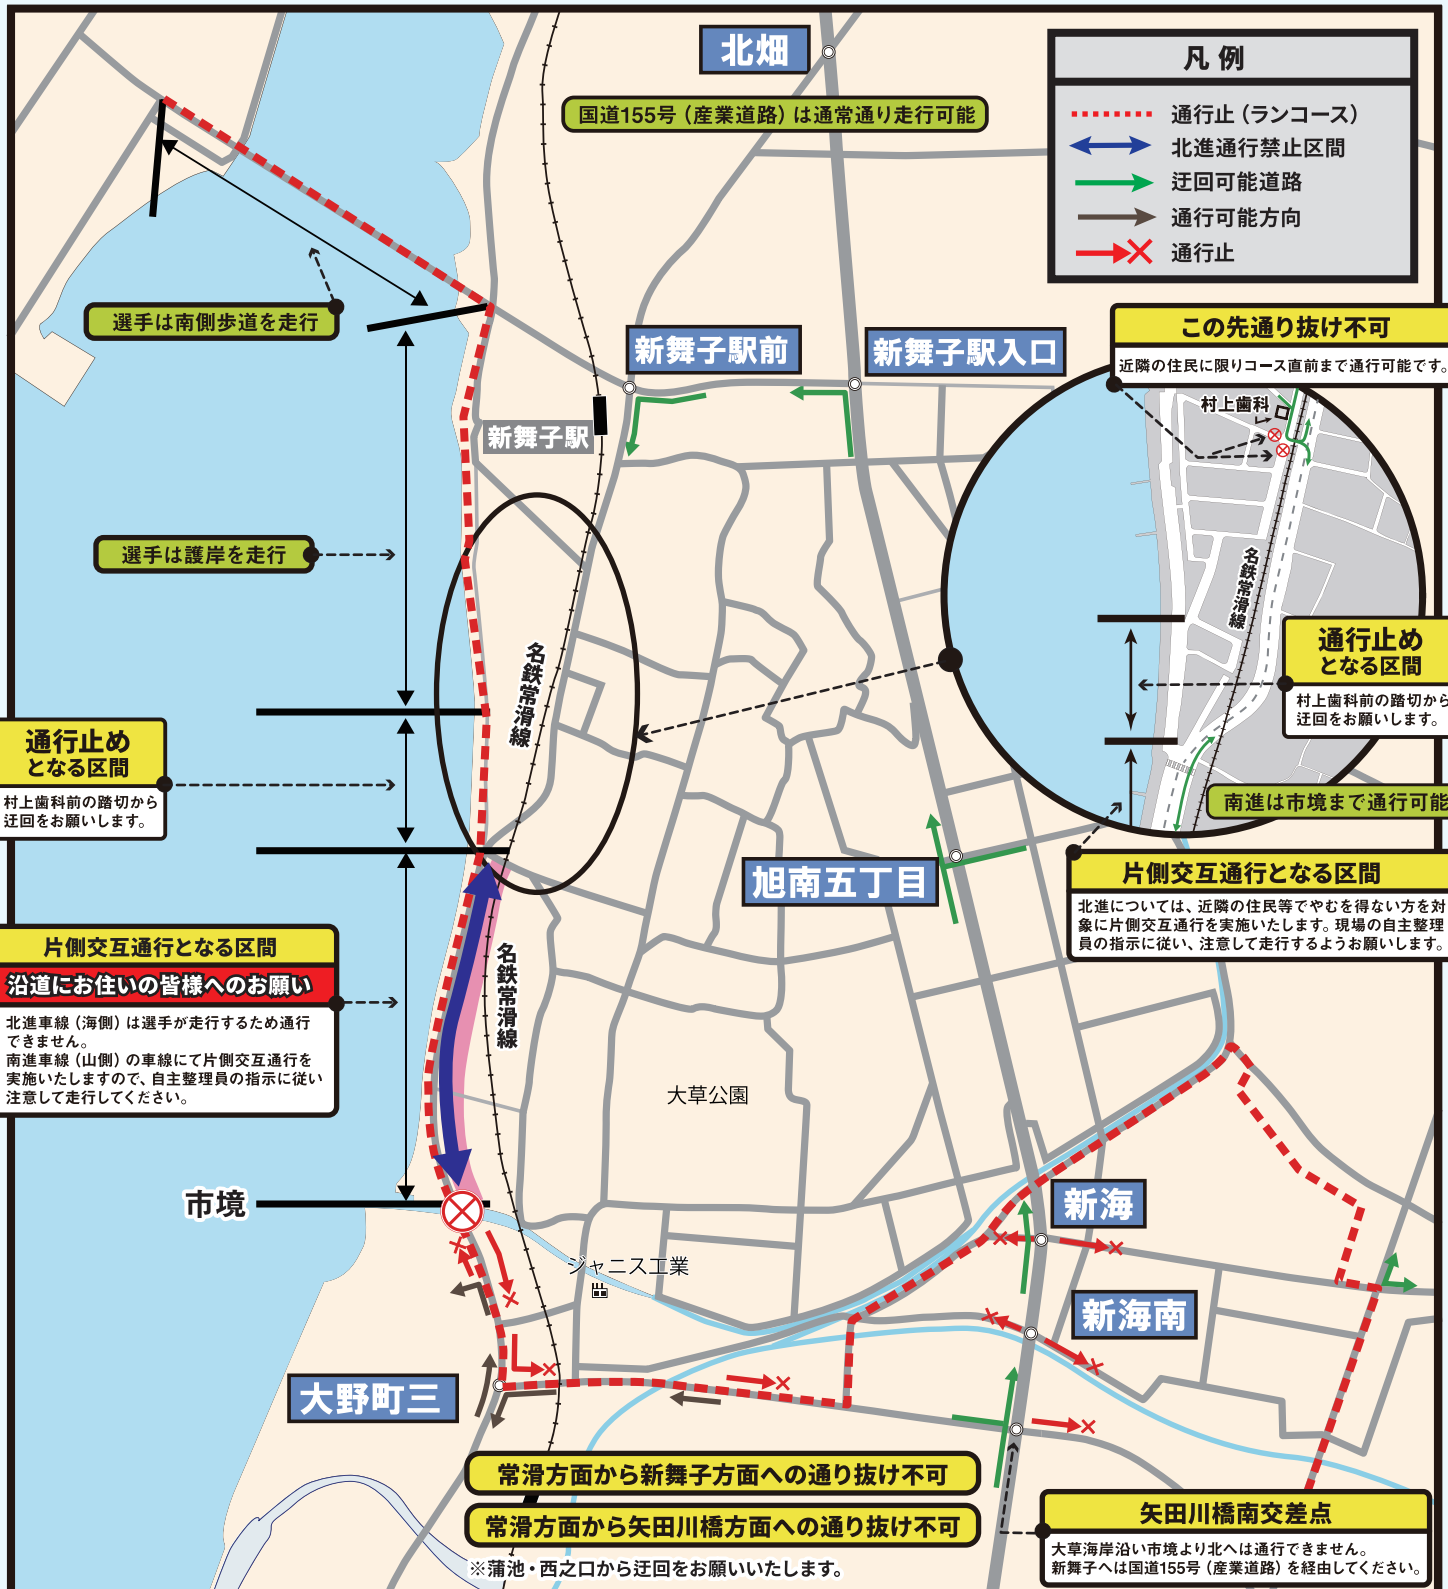 北畑
国道155号（産業道路）は通常通り走行可能
凡 例
通行止（ランコース）
北進通行禁止区間
迂回可能道路
通行可能方向
通行止
選手は南側歩道を走行
新舞子駅前
新舞子駅入口
この先通り抜け不可
近隣の住民に限りコース直前まで通行可能です。
村上歯科
新舞子駅
選手は護岸を走行
名鉄常滑線
名鉄常滑線
通行止め
となる区間
村上歯科前の踏切から
迂回をお願いします。
通行止め
となる区間
村上歯科前の踏切から
迂回をお願いします。
南進は市境まで通行可能
旭南五丁目
片側交互通行となる区間
北進については、近隣の住民等でやむを得ない方を対
象に片側交互通行を実施いたします。現場の自主整理
員の指示に従い、注意して走行するようお願いします。
片側交互通行となる区間
沿道にお住いの皆様へのお願い
北進車線（海側）は選手が走行するため通行
できません。
南進車線（山側）の車線にて片側交互通行を
実施いたしますので、自主整理員の指示に従い
注意して走行してください。
名鉄常滑線
大草公園
市境
新海
ジャニス工業
新海南
大野町三
常滑方面から新舞子方面への通り抜け不可
常滑方面から矢田川橋方面への通り抜け不可
※蒲池・西之口から迂回をお願いいたします。
矢田川橋南交差点
大草海岸沿い市境より北へは通行できません。
新舞子へは国道155号（産業道路）を経由してください。